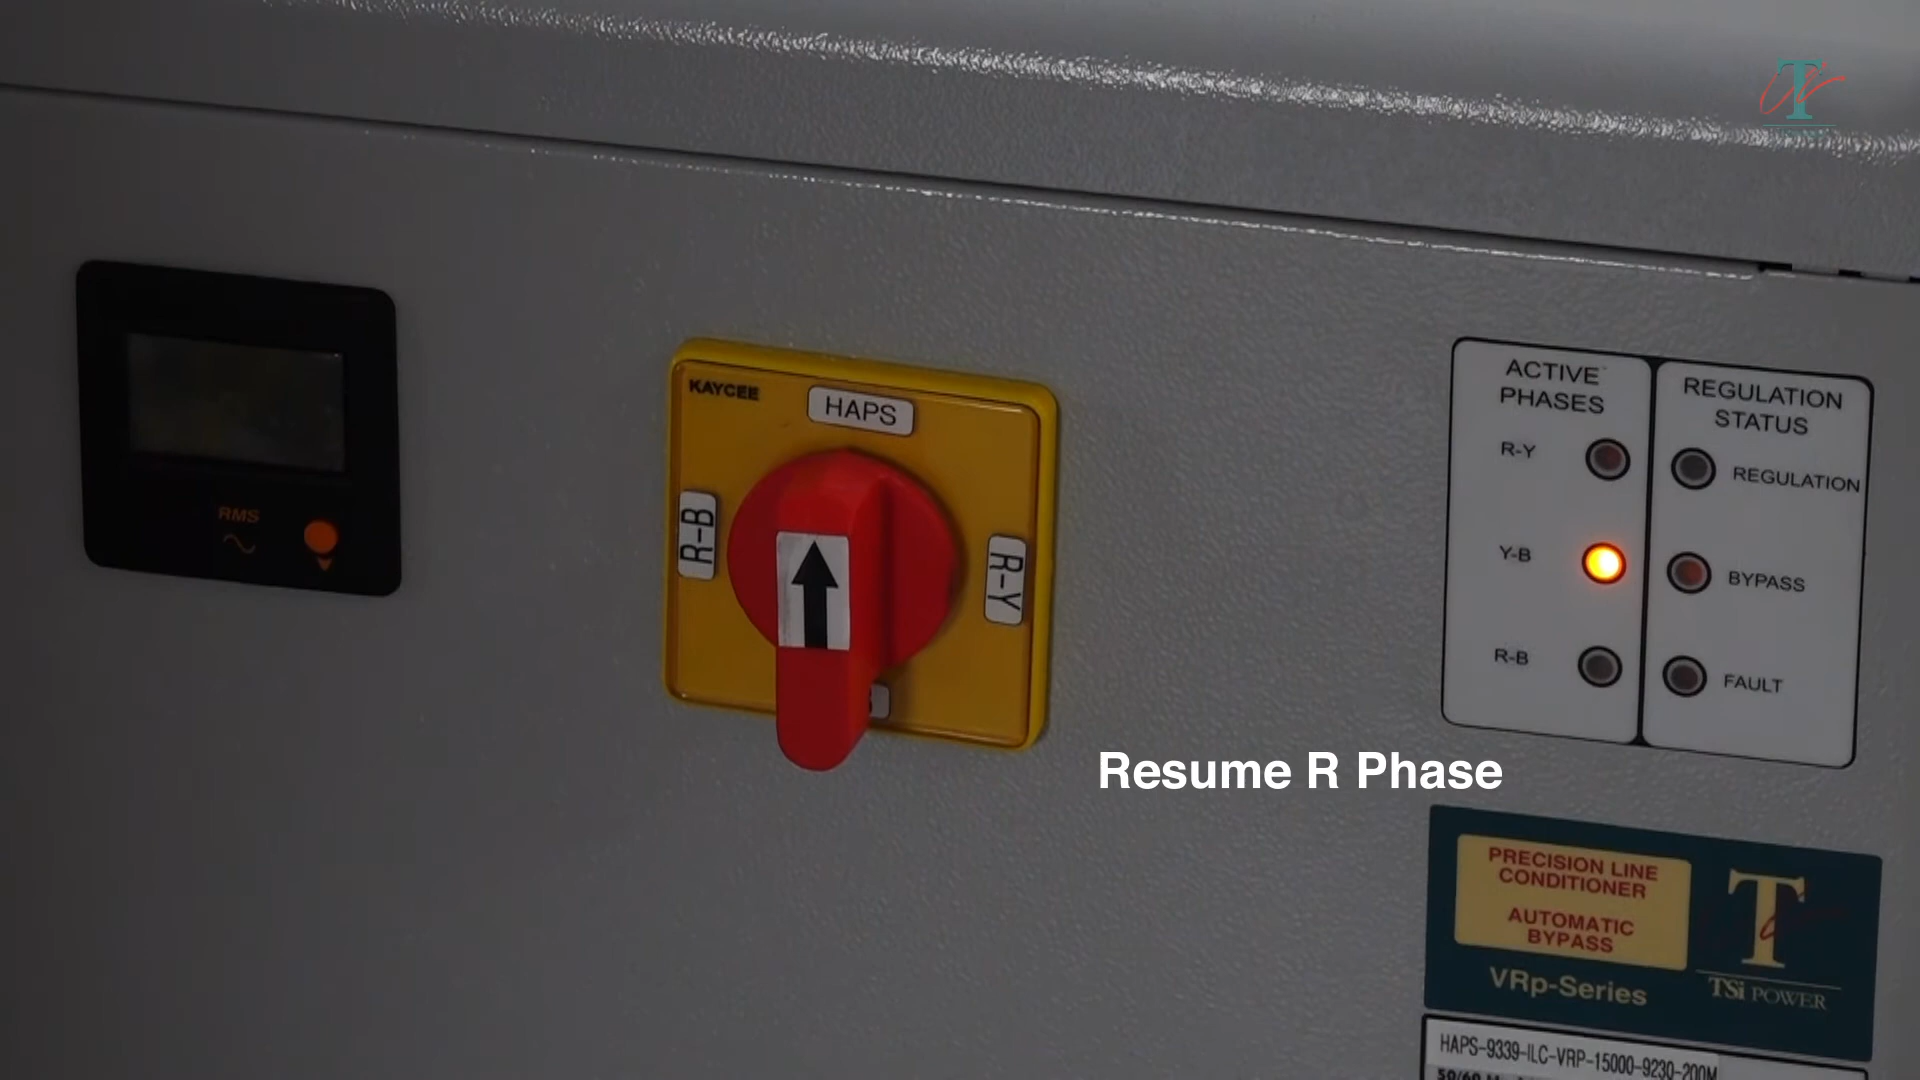 RMS
KAYCEE
HAPS
R-B
R-Y
ACTIVE
PHASES
R-Y
Y-B
R-B
REGULATION
STATUS
REGULATION
BYPASS
FAULT
Resume R Phase
PRECISION LINE
CONDITIONER
AUTOMATIC
BYPASS
VRp-Series
T
TSi POWER
HAPS-9339-ILC-VRP-15000-9230-200M